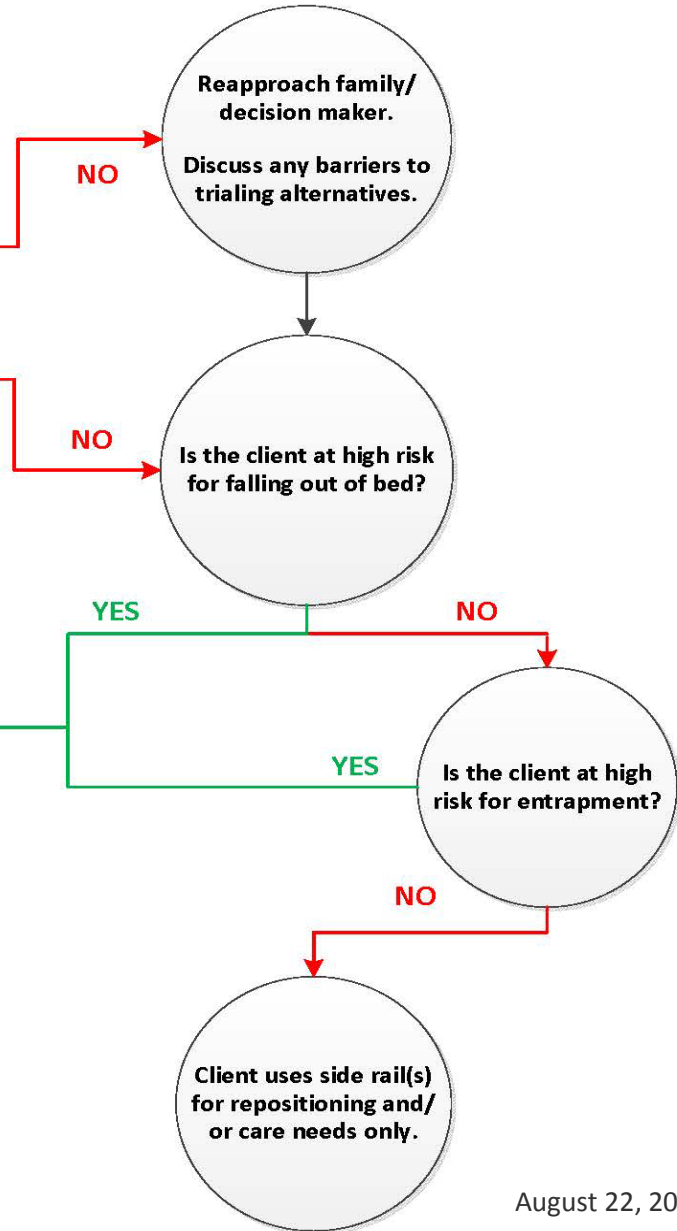 Reapproach family/
decision maker.
Discuss any barriers to
trialing alternatives.
NO
NO
Is the client at high risk
for falling out of bed?
YES
NO
YES
Is the client at high
risk for entrapment?
NO
Client uses side rail(s)
for repositioning and/
or care needs only.
August 22, 20